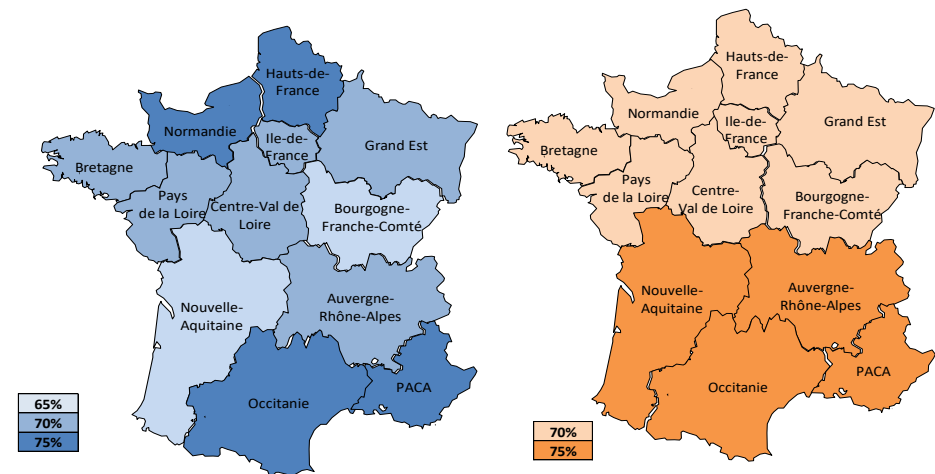 Hauts-de-
France
Normandie
Ile-de-
France
Grand Est
Bretagne
Pays
de la Loire
Centre-Val de
Loire
Bourgogne-
Franche-Comté
Nouvelle-
Aquitaine
Auvergne-
Rhône-Alpes
Occitanie
PACA
65%
70%
75%
Hauts-de-
France
Normandie
Ile-de-
France
Grand Est
Bretagne
Pays
de la Loire
Centre-
Val de Loire
Bourgogne-
Franche-Comté
Nouvelle-
Aquitaine
Auvergne-
Rhône-Alpes
Occitanie
PACA
70%
75%